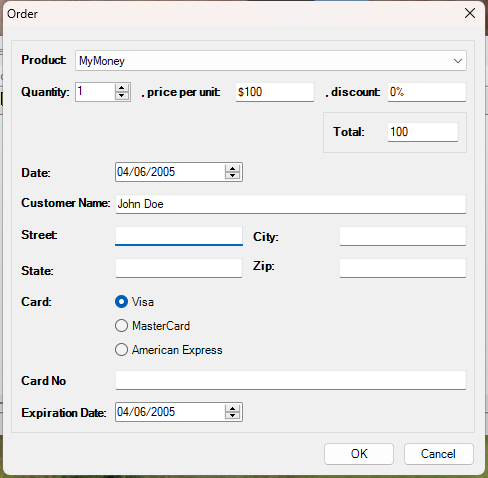 Order
Product: MyMoney
Quantity: 1 , price per unit: $100 , discount: 0%
Total: 100
Date: 04/06/2005
Customer Name: John Doe
Street: City:
State: Zip:
Card: Visa
MasterCard
American Express
Card No
Expiration Date: 04/06/2005
OK Cancel